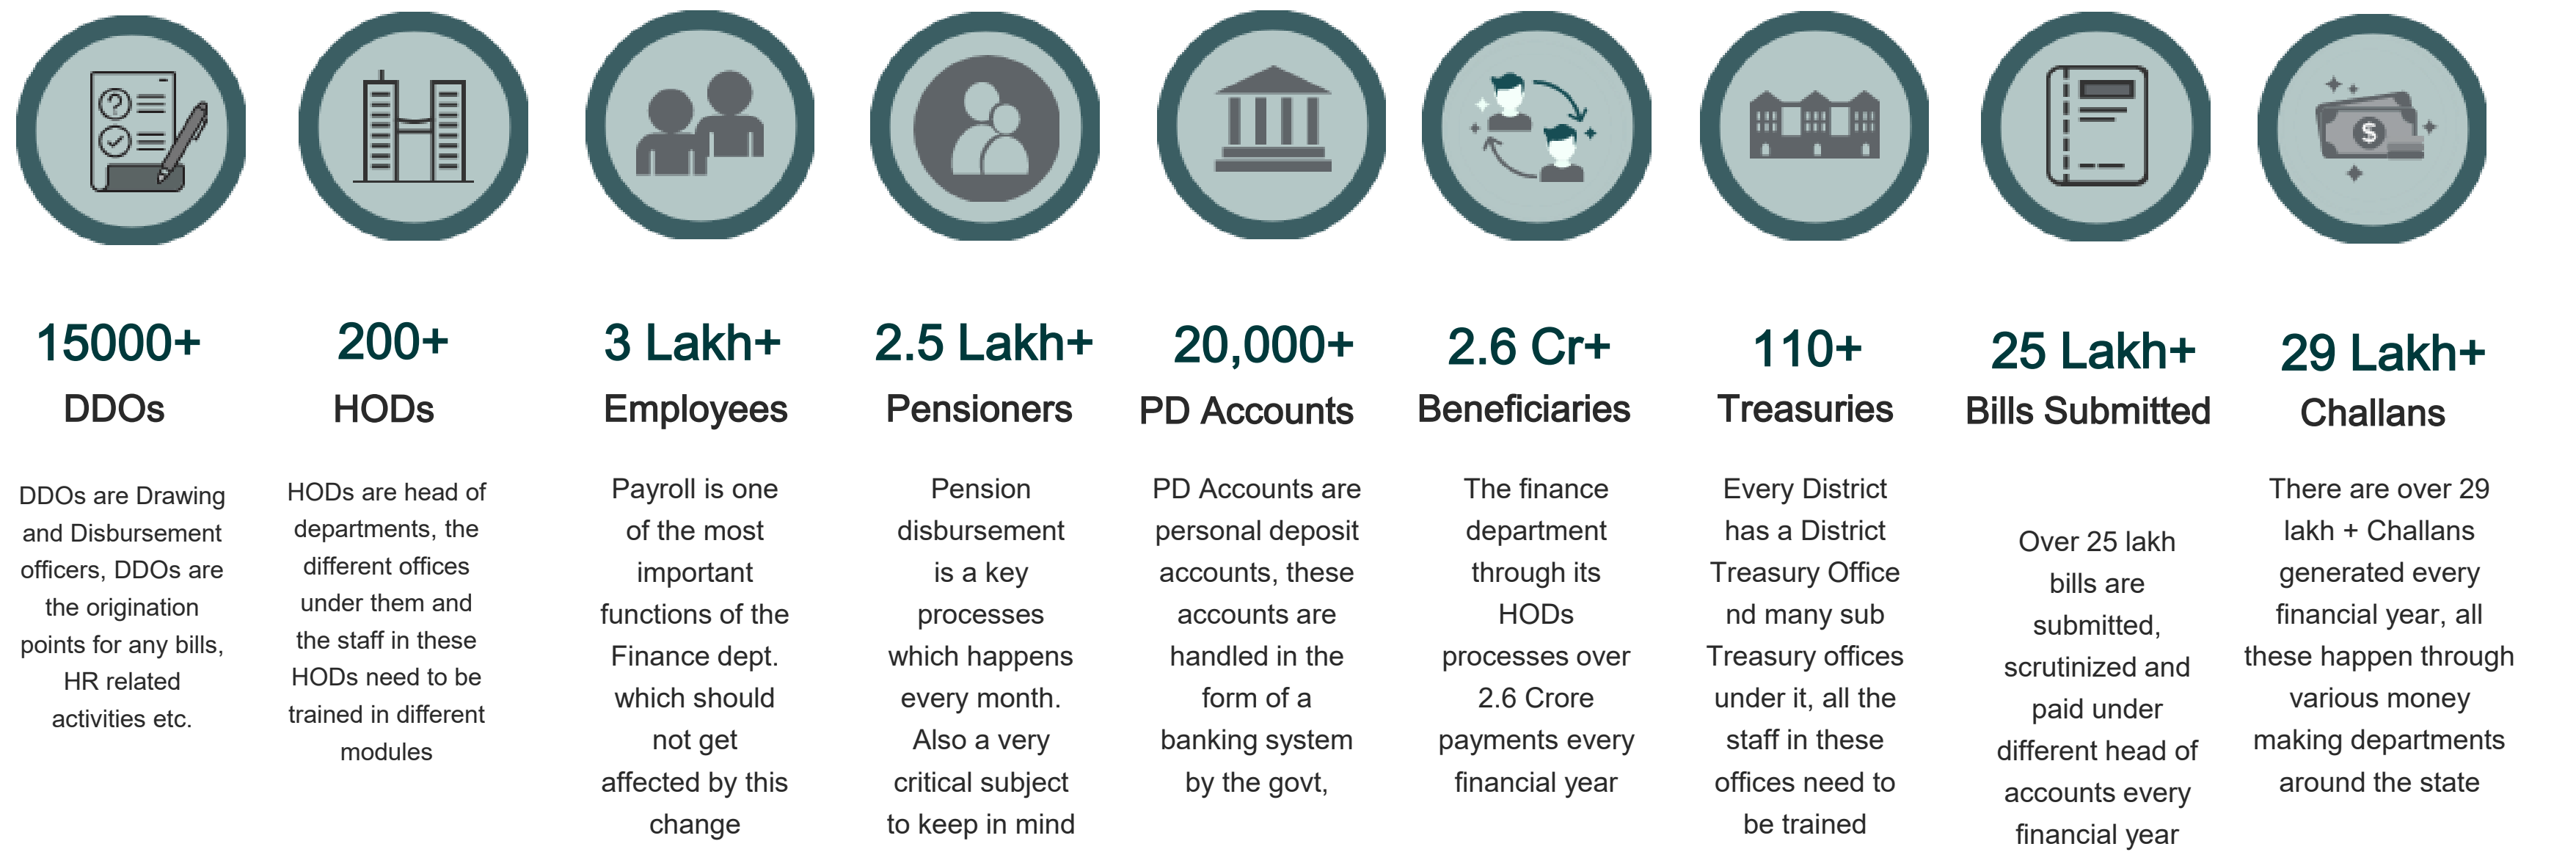 15000+
DDOs
DDOs are Drawing
and Disbursement
officers, DDOs are
the origination
points for any bills,
HR related
activities etc.
200+
HODs
HODs are head of
departments, the
different offices
under them and
the staff in these
HODs need to be
trained in different
modules
3 Lakh+
Employees
Payroll is one
of the most
important
functions of the
Finance dept.
which should
not get
affected by this
change
2.5 Lakh+
Pensioners
Pension
disbursement
is a key
processes
which happens
every month.
Also a very
critical subject
to keep in mind
20,000+
PD Accounts
PD Accounts are
personal deposit
accounts, these
accounts are
handled in the
form of a
banking system
by the govt,
2.6 Cr+
Beneficiaries
The finance
department
through its
HODs
processes over
2.6 Crore
payments every
financial year
110+
Treasuries
Every District
has a District
Treasury Office
nd many sub
Treasury offices
under it, all the
staff in these
offices need to
be trained
25 Lakh+
Bills Submitted
Over 25 lakh
bills are
submitted,
scrutinized and
paid under
different head of
accounts every
financial year
29 Lakh+
Challans
There are over 29
lakh + Challans
generated every
financial year, all
these happen through
various money
making departments
around the state